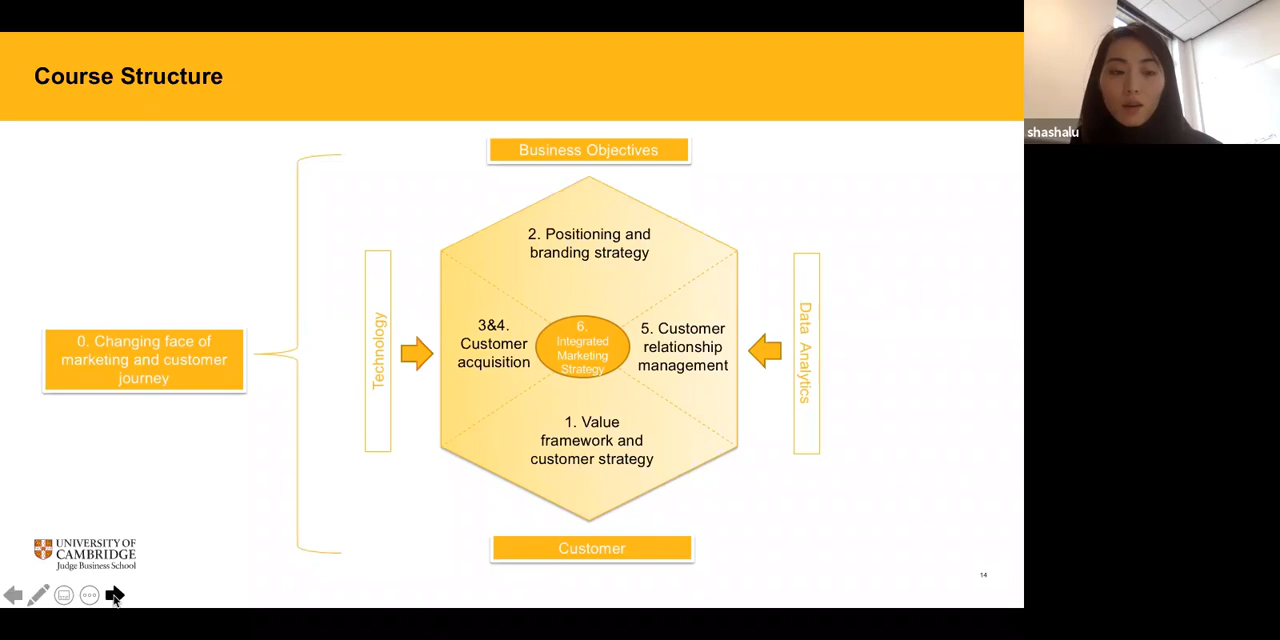 Course Structure
shashalu
Business Objectives
2. Positioning and
branding strategy
Technology
3&4.
Customer
acquisition
6.
Integrated
Marketing
Strategy
5. Customer
relationship
management
Data Analytics
0. Changing face of
marketing and customer
journey
1. Value
framework and
customer strategy
Customer
UNIVERSITY OF
CAMBRIDGE
Judge Business School
14